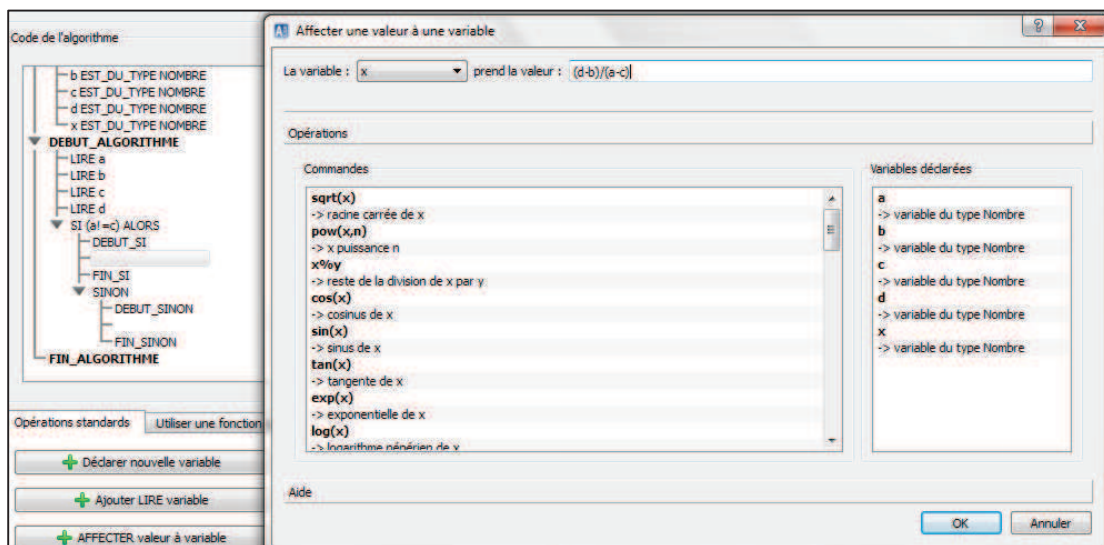 Code de l'algorithme
b EST_DU_TYPE NOMBRE
c EST_DU_TYPE NOMBRE
d EST_DU_TYPE NOMBRE
x EST_DU_TYPE NOMBRE
DEBUT_ALGORITHME
LIRE a
LIRE b
LIRE c
LIRE d
SI (a!=c) ALORS
DEBUT_SI
FIN_SI
SINON
DEBUT_SINON
FIN_SINON
FIN_ALGORITHME
Opérations standards
Utiliser une fonction
Déclarer nouvelle variable
Ajouter LIRE variable
AFFECTER valeur à variable
Affecter une valeur à une variable
La variable : x prend la valeur : (d-b)/(a-c)
Opérations
Commandes
sqrt(x)
-> racine carrée de x
pow(x,n)
-> x puissance n
x%y
-> reste de la division de x par y
cos(x)
-> cosinus de x
sin(x)
-> sinus de x
tan(x)
-> tangente de x
exp(x)
-> exponentielle de x
log(x)
-> logarithme népérien de x
Variables déclarées
a
-> variable du type Nombre
b
-> variable du type Nombre
c
-> variable du type Nombre
d
-> variable du type Nombre
x
-> variable du type Nombre
Aide
OK
Annuler